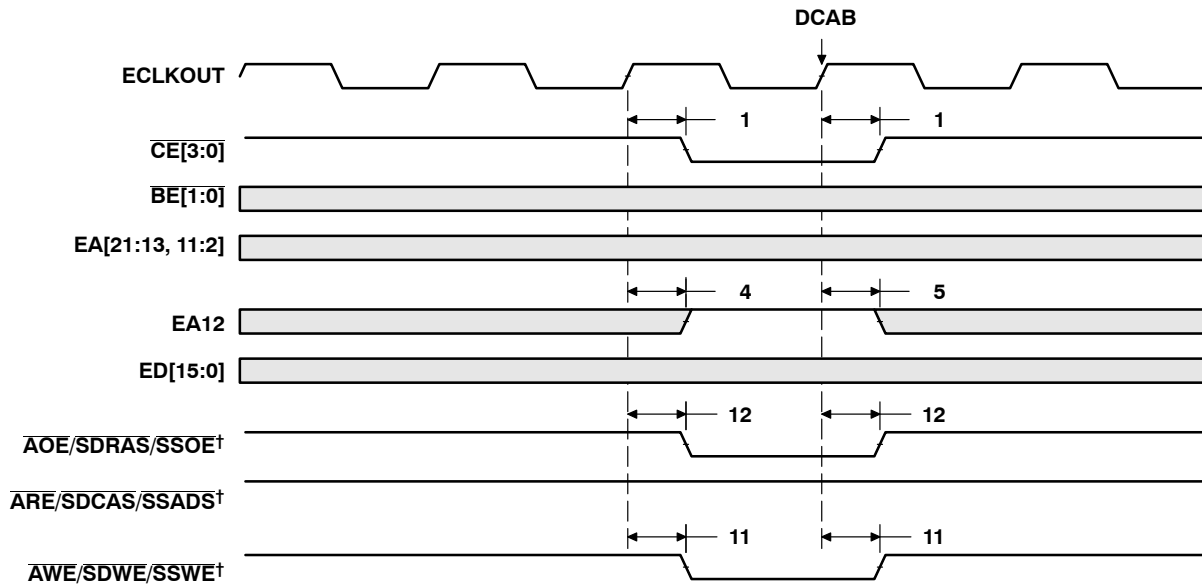 DCAB
ECLKOUT
1 1
CE[3:0]
BE[1:0]
EA[21:13, 11:2]
4 5
EA12
ED[15:0]
12 12
AOE/SDRAS/SSOE†
ARE/SDCAS/SSADS†
11 11
AWE/SDWE/SSWE†